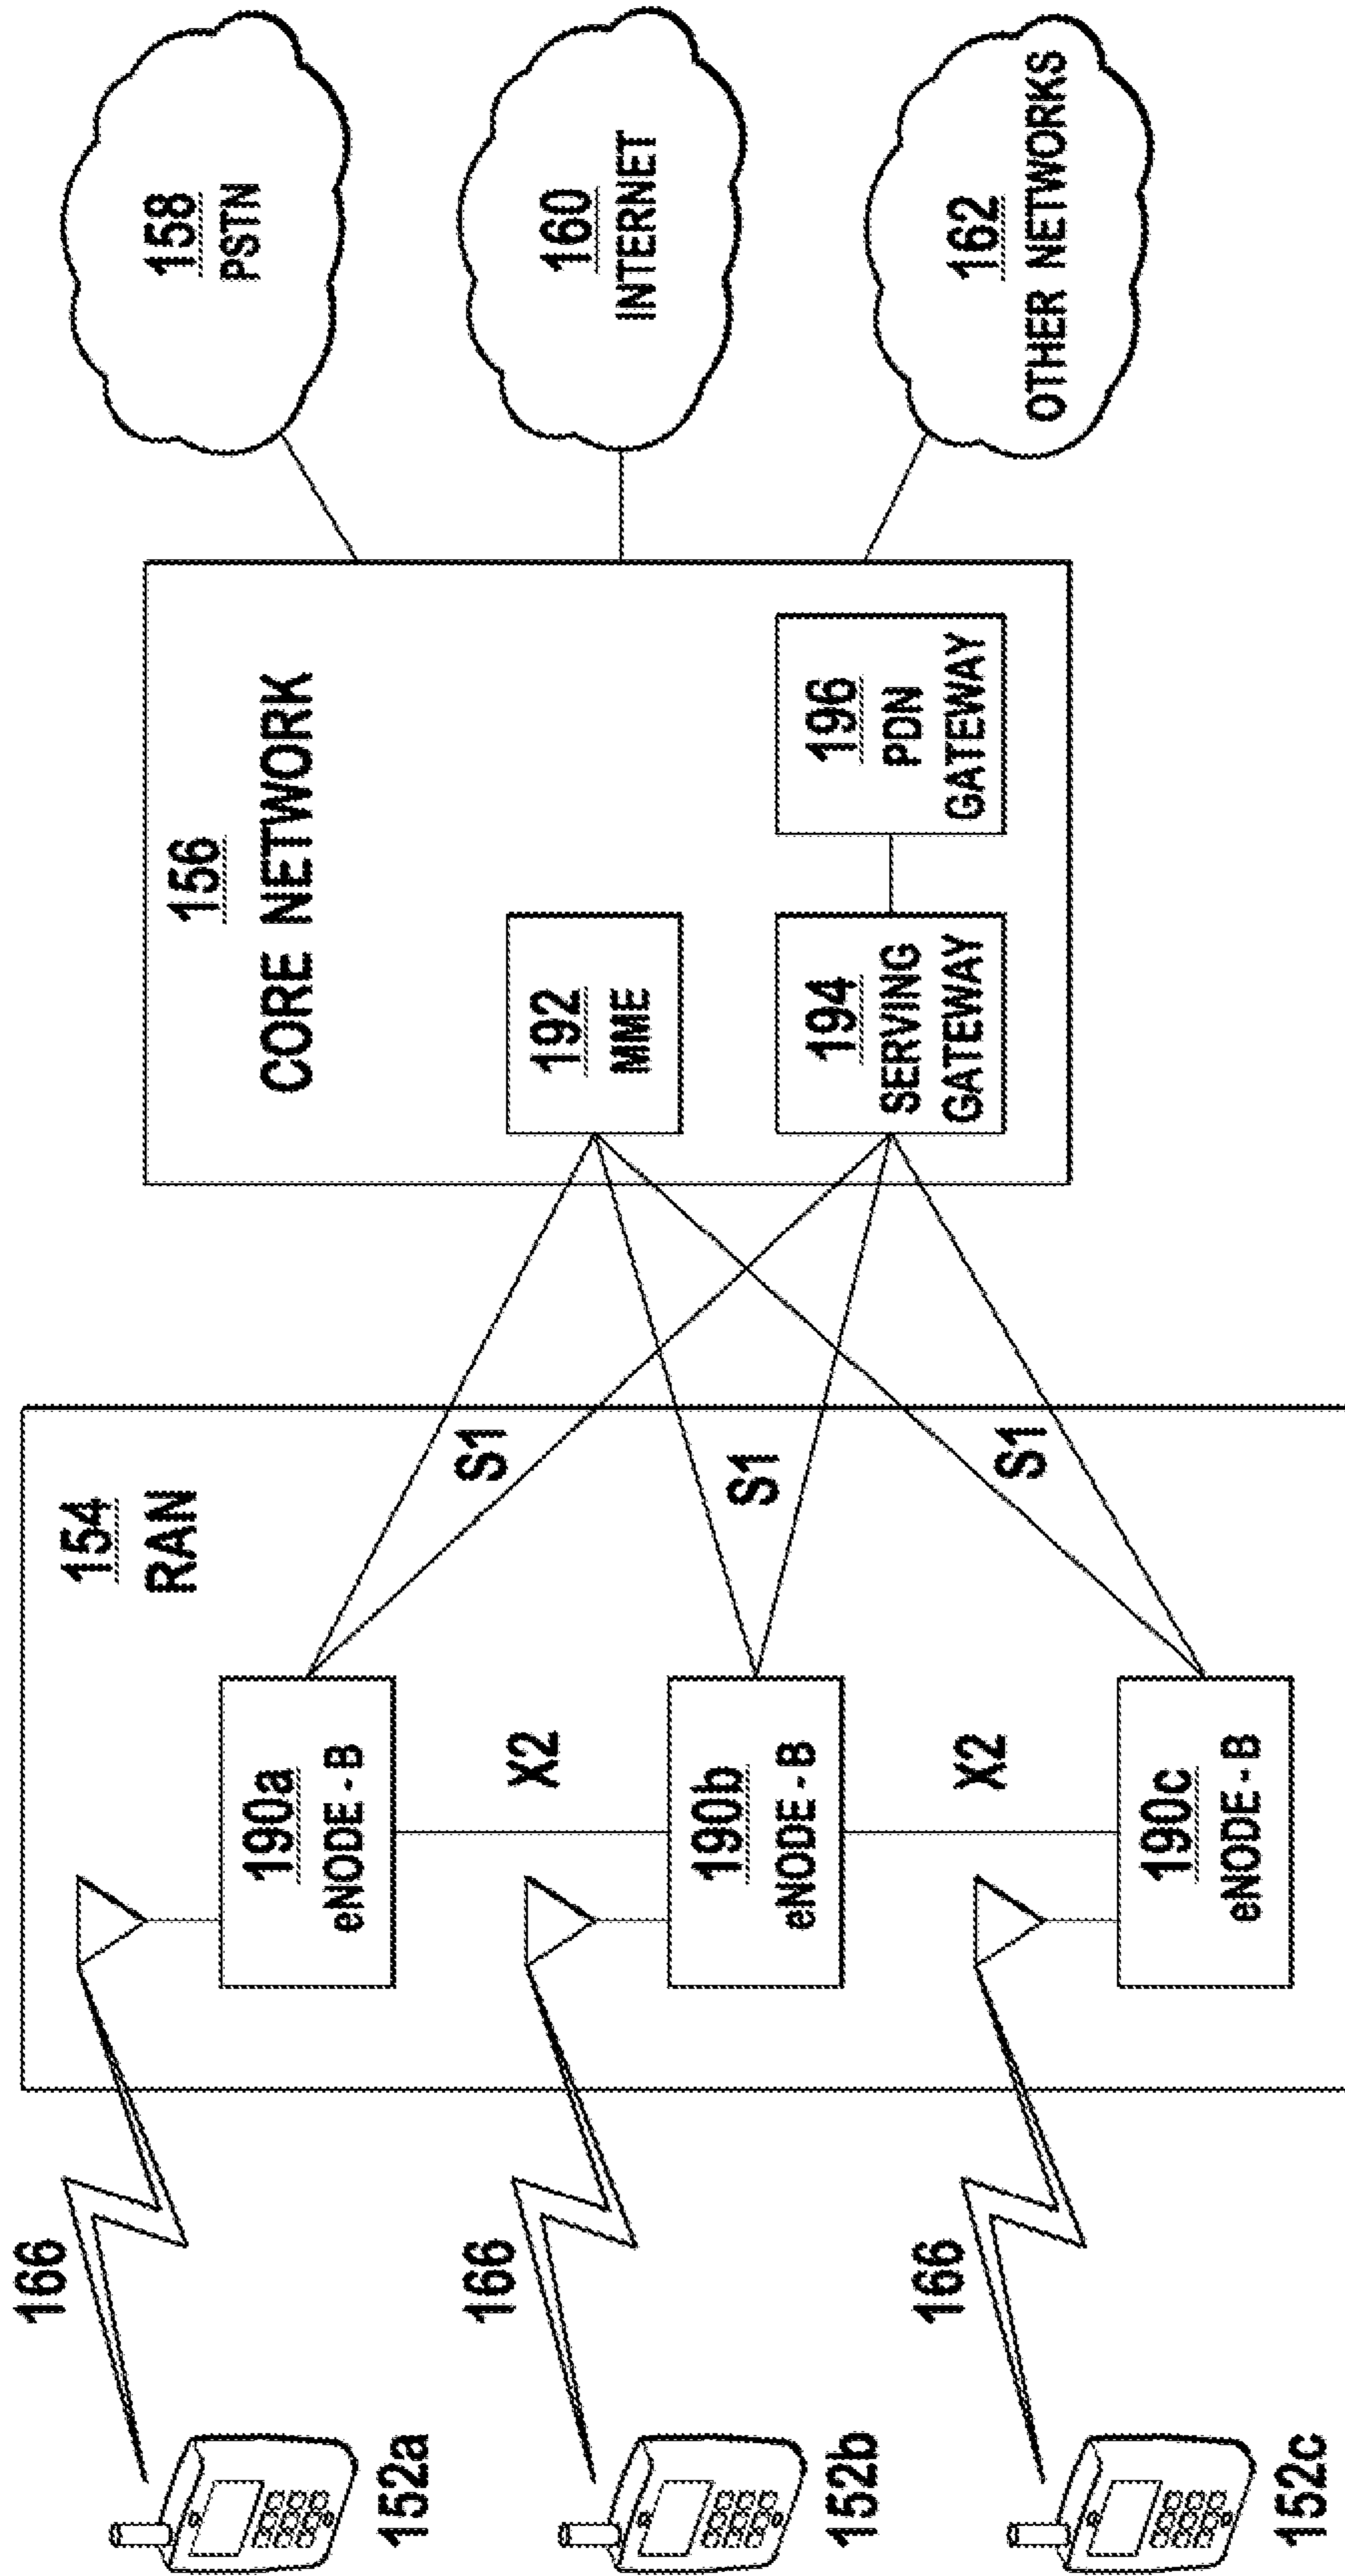 166
152a
166
152b
166
152c
154
RAN
190a
eNODE - B
X2
190b
eNODE - B
X2
190c
eNODE - B
S1
S1
S1
156
CORE NETWORK
192
MME
194
SERVING
GATEWAY
196
PDN
GATEWAY
158
PSTN
160
INTERNET
162
OTHER NETWORKS